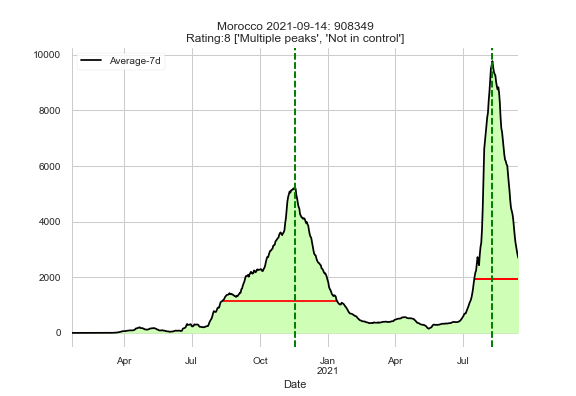 Morocco 2021-09-14: 908349
Rating:8 ['Multiple peaks', 'Not in control']
Average-7d
10000
8000
6000
4000
2000
0
Apr Jul Oct Jan Apr Jul
2021
Date